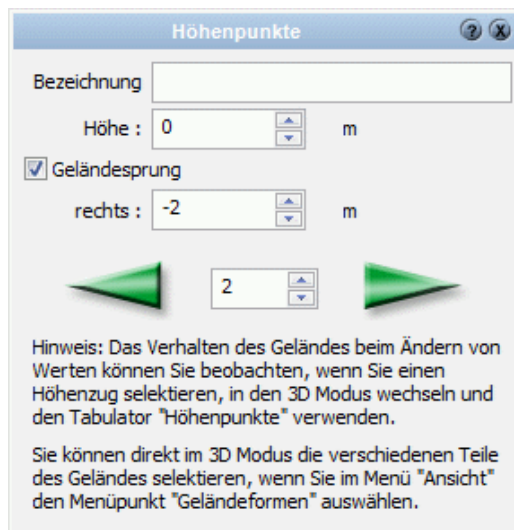 Höhenpunkte
Bezeichnung
Höhe : 0 m
Geländesprung
rechts : -2 m
2
Hinweis: Das Verhalten des Geländes beim Ändern von
Werten können Sie beobachten, wenn Sie einen
Höhenzug selektieren, in den 3D Modus wechseln und
den Tabulator "Höhenpunkte" verwenden.
Sie können direkt im 3D Modus die verschiedenen Teile
des Geländes selektieren, wenn Sie im Menü "Ansicht"
den Menüpunkt "Geländeformen" auswählen.